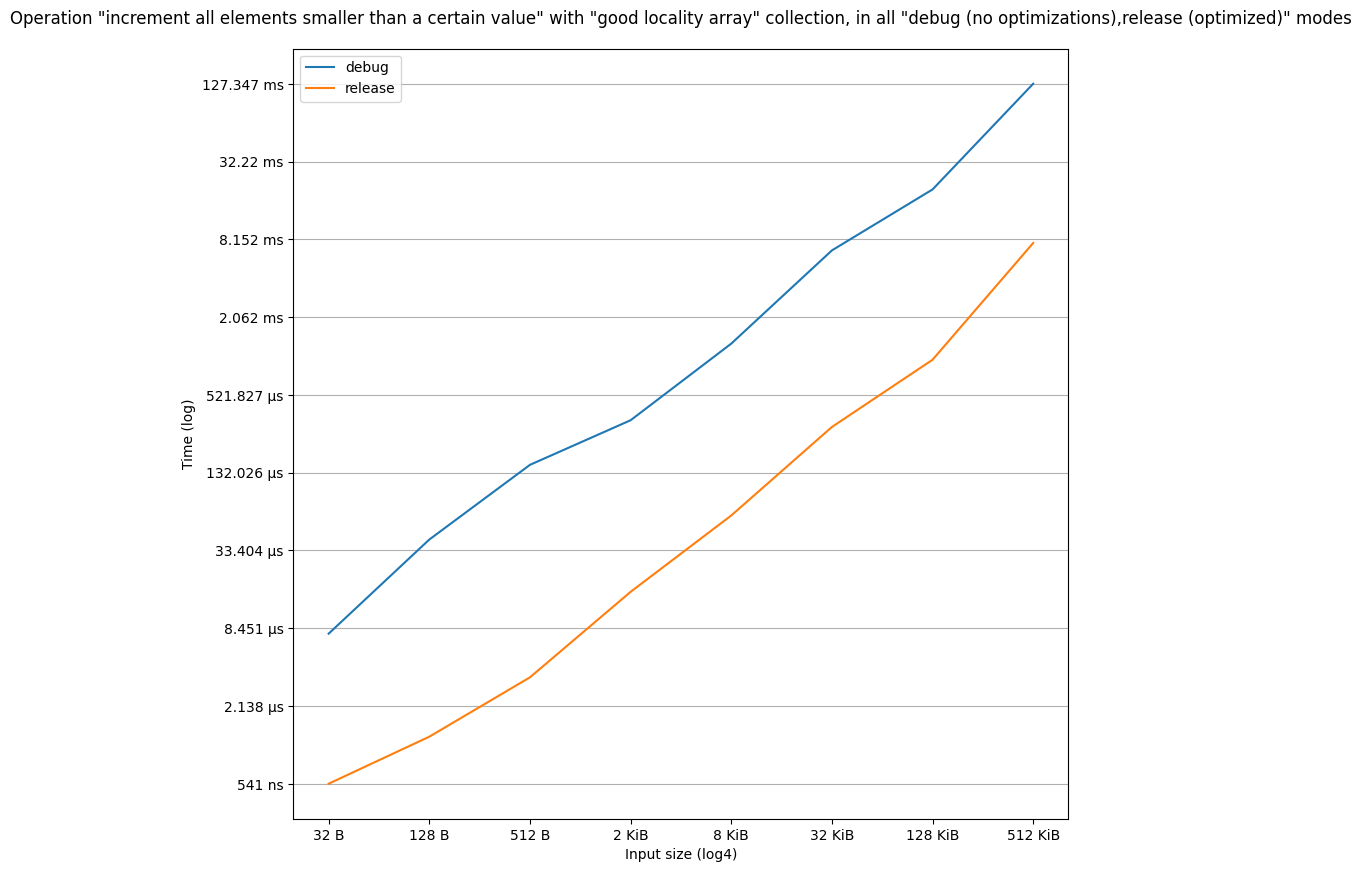 Operation "increment all elements smaller than a certain value" with "good locality array" collection, in all "debug (no optimizations),release (optimized)" modes
debug
release
127.347 ms
32.22 ms
8.152 ms
2.062 ms
521.827 µs
132.026 µs
33.404 µs
8.451 µs
2.138 µs
541 ns
Time (log)
32 B
128 B
512 B
2 KiB
8 KiB
32 KiB
128 KiB
512 KiB
Input size (log4)